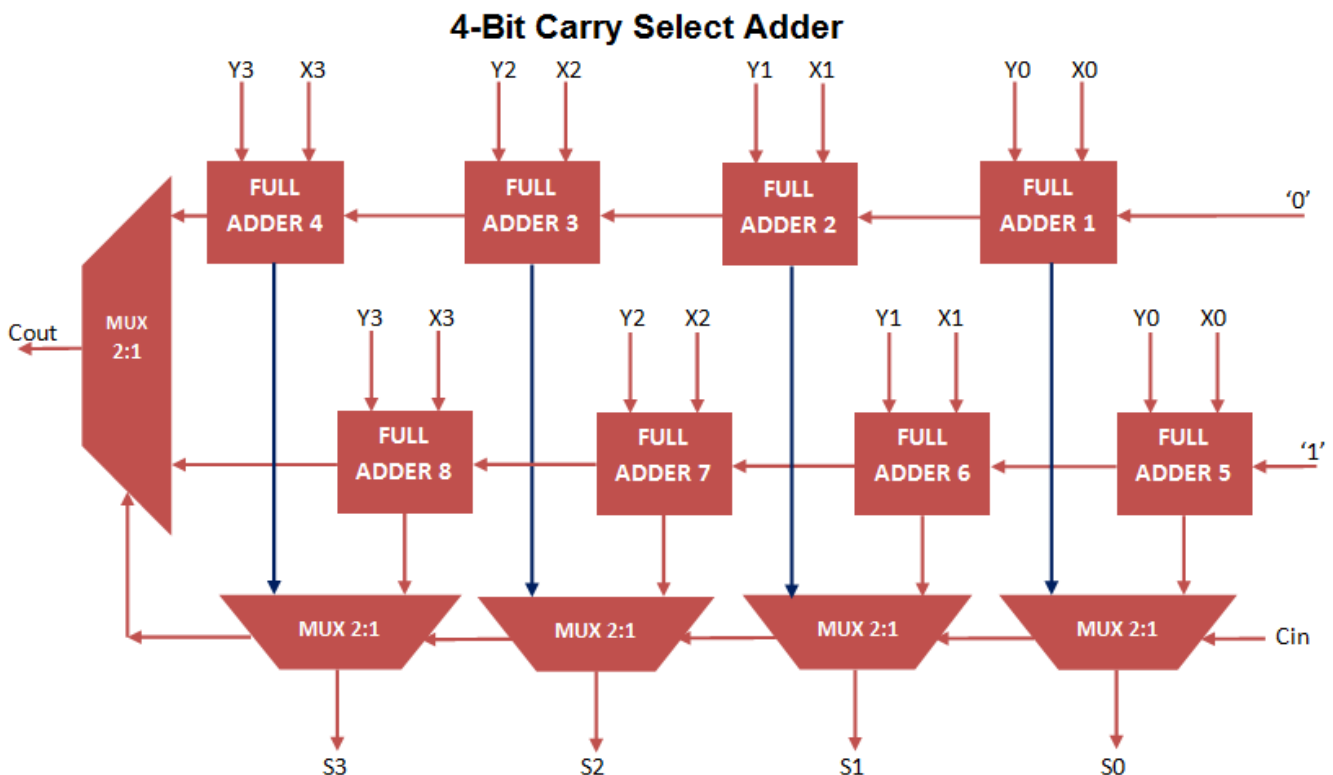 4-Bit Carry Select Adder
Y3 X3 Y2 X2 Y1 X1 Y0 X0
FULL ADDER 4
FULL ADDER 3
FULL ADDER 2
FULL ADDER 1
‘0’
Y3 X3 Y2 X2 Y1 X1 Y0 X0
MUX
2:1
Cout
FULL ADDER 8
FULL ADDER 7
FULL ADDER 6
FULL ADDER 5
‘1’
MUX 2:1 MUX 2:1 MUX 2:1 MUX 2:1 Cin
S3 S2 S1 S0